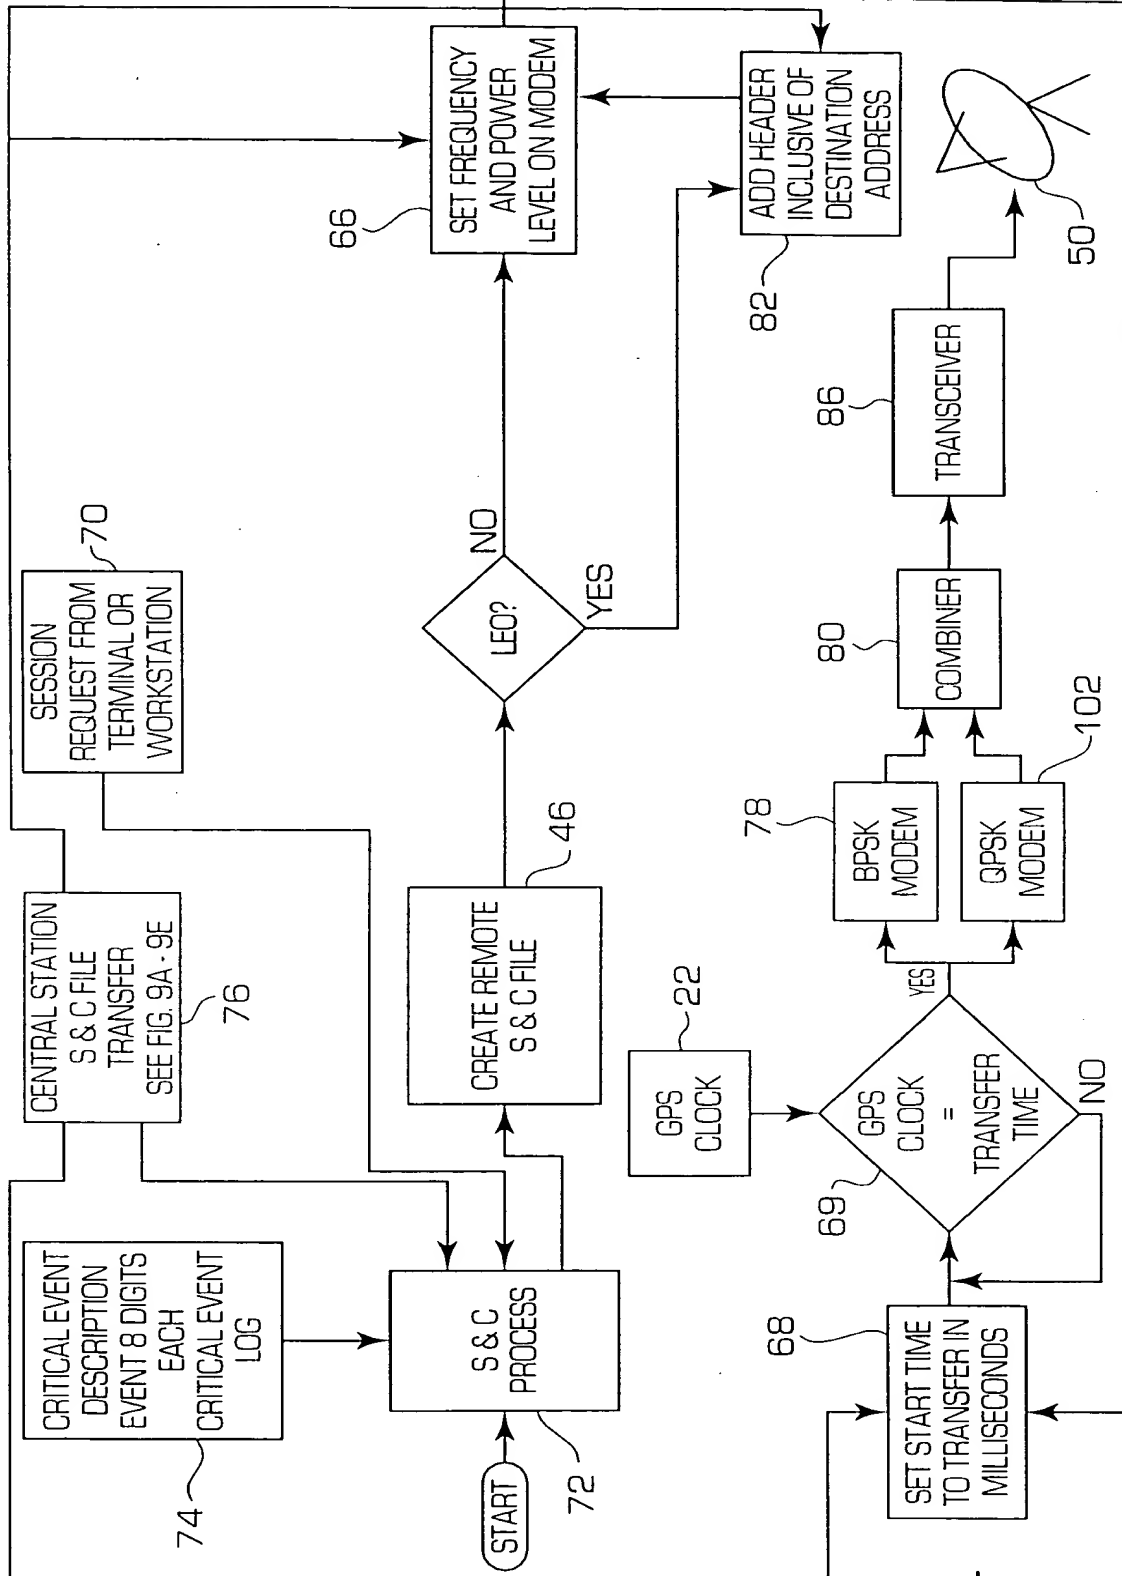 CRITICAL EVENT
DESCRIPTION
EVENT 8 DIGITS
EACH
CRITICAL EVENT
LOG
74
CENTRAL STATION
S & C FILE
TRANSFER
SEE FIG. 9A - 9E
76
SESSION
REQUEST FROM
TERMINAL OR
WORKSTATION
70
START
S & C
PROCESS
72
CREATE REMOTE
S & C FILE
46
LEO?
NO
YES
SET FREQUENCY
AND POWER
LEVEL ON MODEM
66
ADD HEADER
INCLUSIVE OF
DESTINATION
ADDRESS
82
SET START TIME
TO TRANSFER IN
MILLISECONDS
68
GPS
CLOCK
22
GPS
CLOCK
=
TRANSFER
TIME
69
YES
NO
BPSK
MODEM
78
QPSK
MODEM
102
COMBINER
80
TRANSCEIVER
86
50